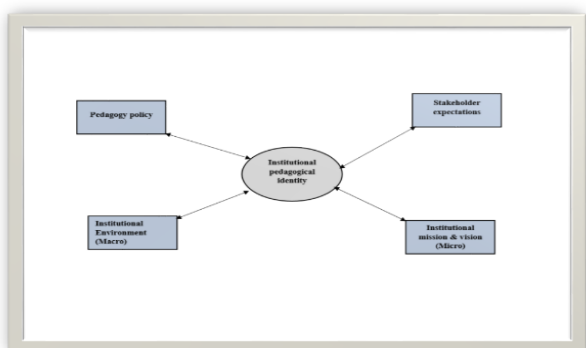 Pedagogy policy
Stakeholder
expectations
Institutional
pedagogical
identity
Institutional
Environment
(Macro)
Institutional
mission & vision
(Micro)